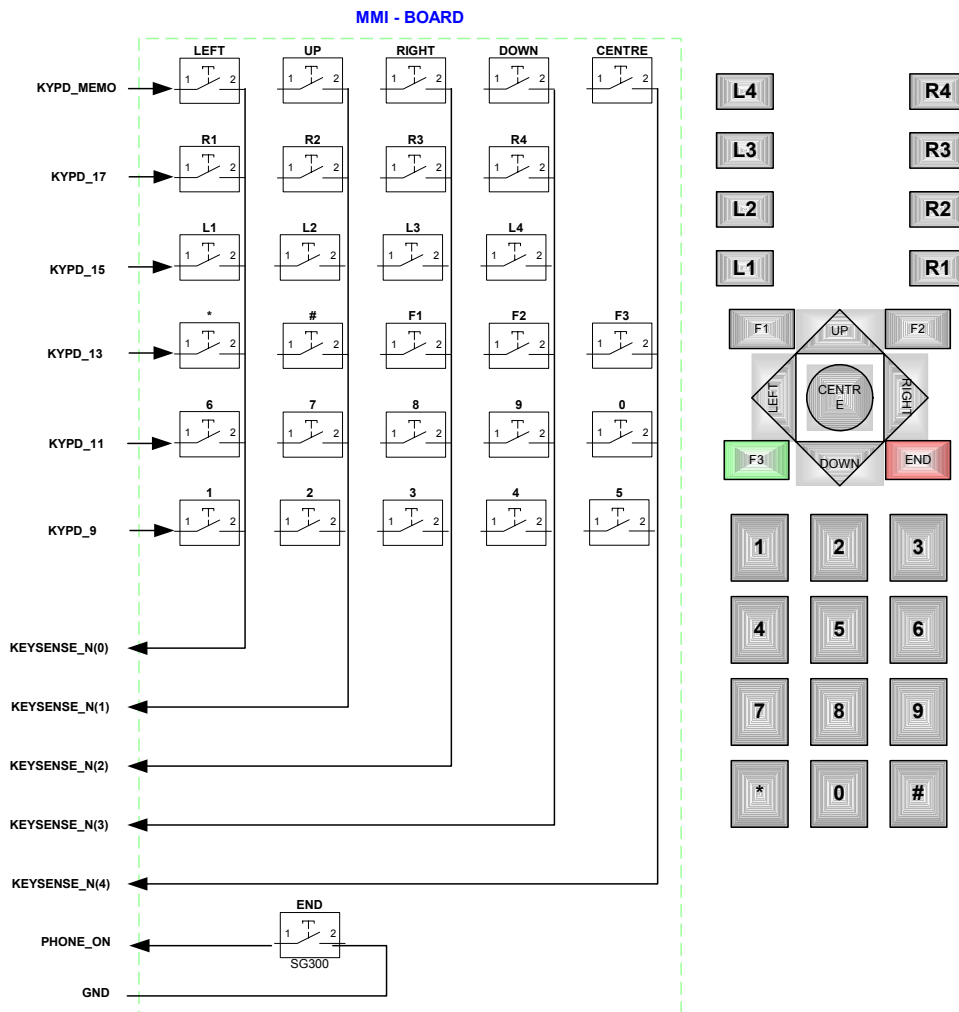 MMI - BOARD
LEFT UP RIGHT DOWN CENTRE
KYPD_MEMO 1 2 1 2 1 2 1 2 1 2
R1 R2 R3 R4
KYPD_17 1 2 1 2 1 2 1 2
L1 L2 L3 L4
KYPD_15 1 2 1 2 1 2 1 2
* # F1 F2 F3
KYPD_13 1 2 1 2 1 2 1 2 1 2
6 7 8 9 0
KYPD_11 1 2 1 2 1 2 1 2 1 2
1 2 3 4 5
KYPD_9 1 2 1 2 1 2 1 2 1 2
KEYSENSE_N(0)
KEYSENSE_N(1)
KEYSENSE_N(2)
KEYSENSE_N(3)
KEYSENSE_N(4)
END
PHONE_ON 1 2
SG300
GND
L4 R4
L3 R3
L2 R2
L1 R1
F1 UP F2
LEFT CENTR RIGHT
E
F3 DOWN END
1 2 3
4 5 6
7 8 9
* 0 #